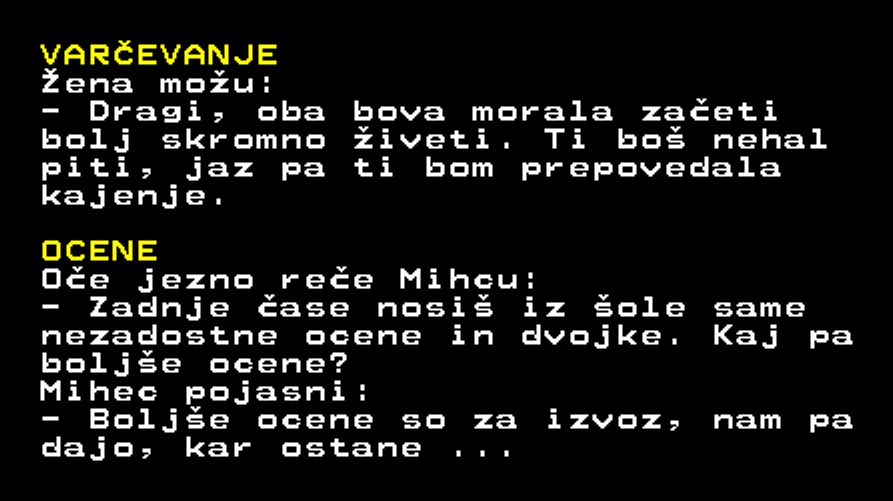 VARČEVANJE
Žena možu:
- Dragi, oba bova morala začeti
bolj skromno živeti. Ti boš nehal
piti, jaz pa ti bom prepovedala
kajenje.
OCENE
Oče jezno reče Mihcu:
- Zadnje čase nosiš iz šole same
nezadostne ocene in dvojke. Kaj pa
boljše ocene?
Mihec pojasni:
- Boljše ocene so za izvoz, nam pa
dajo, kar ostane ...